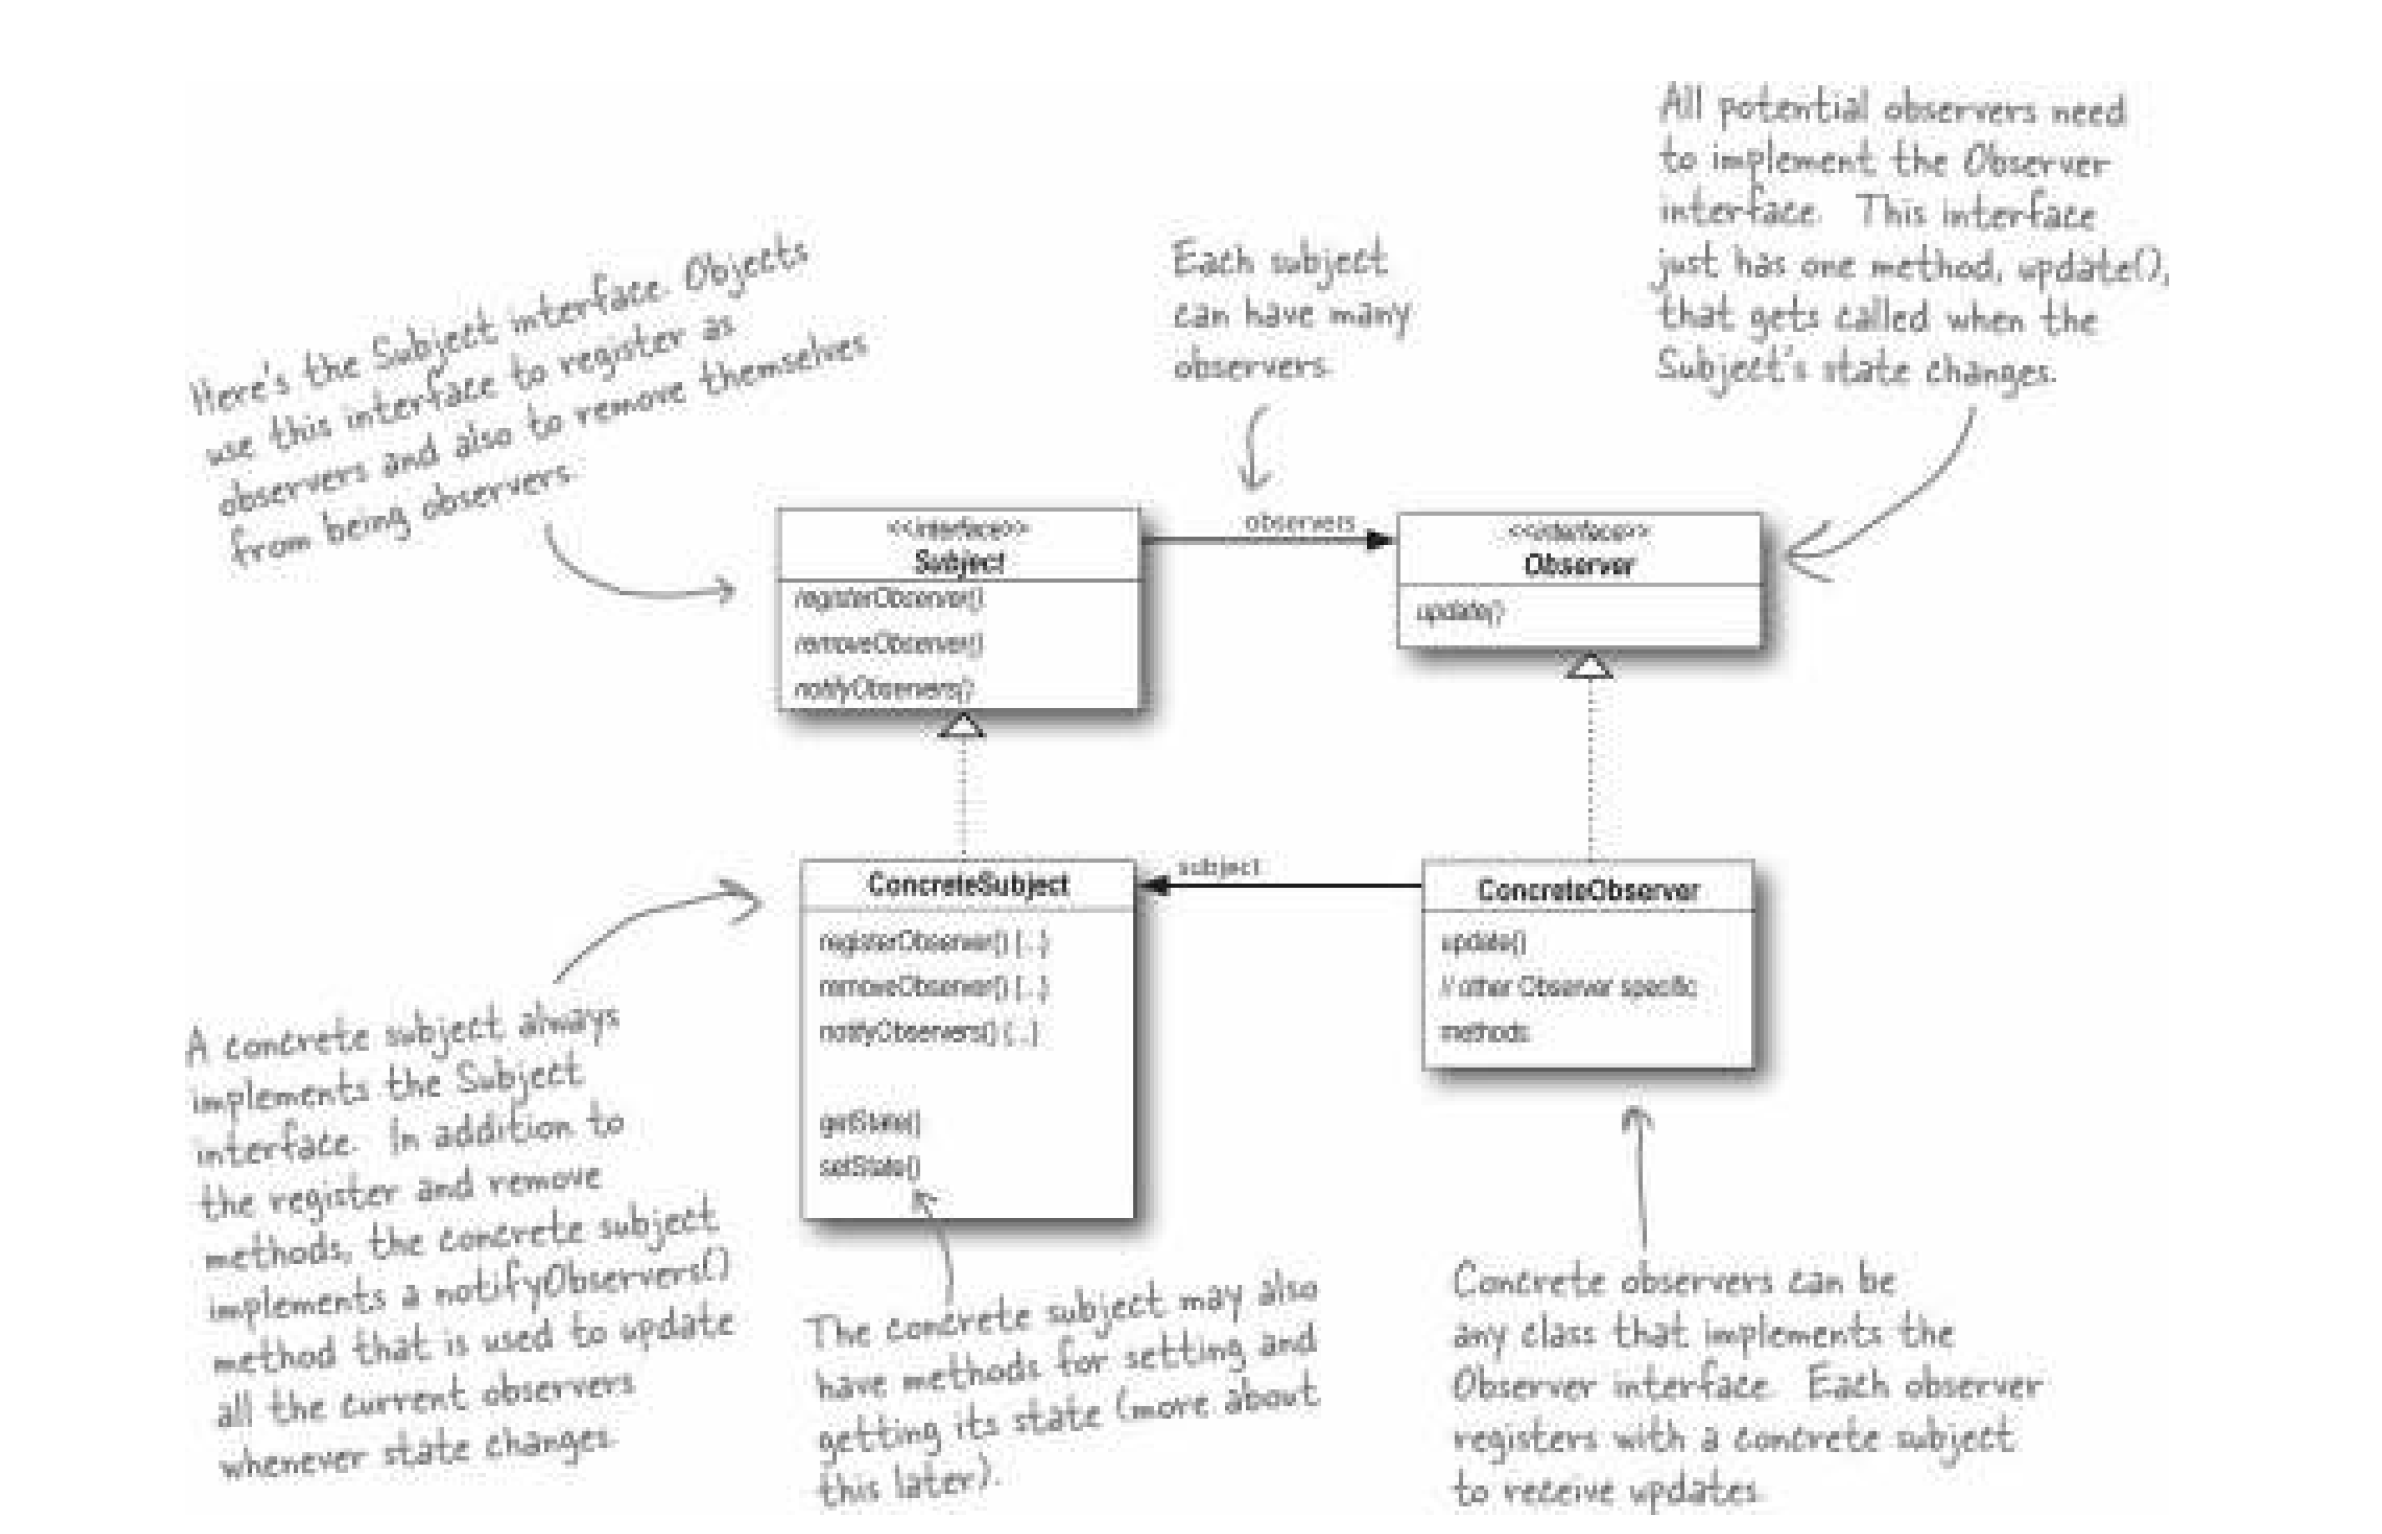 All potential observers need
to implement the Observer
interface. This interface
just has one method, update(),
that gets called when the
Subject's state changes.
Each subject
can have many
observers.
Here's the Subject interface. Objects
use this interface to register as
observers and also to remove themselves
from being observers.
<<interface>>
Subject
registerObserver()
removeObserver()
notifyObservers()
observers
<<interface>>
Observer
update()
ConcreteSubject
registerObserver() {...}
removeObserver() {...}
notifyObservers() {...}
getState()
setState()
subject
ConcreteObserver
update()
// other Observer specific
methods
A concrete subject always
implements the Subject
interface. In addition to
the register and remove
methods, the concrete subject
implements a notifyObservers()
method that is used to update
all the current observers
whenever state changes.
The concrete subject may also
have methods for setting and
getting its state (more about
this later).
Concrete observers can be
any class that implements the
Observer interface. Each observer
registers with a concrete subject
to receive updates.